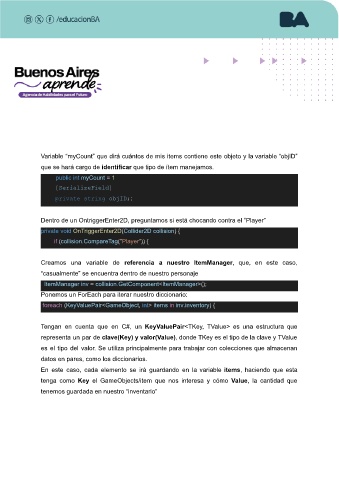 /educacionBA
BA
Buenos Aires
aprende
Agencia de Habilidades para el Futuro
Variable "myCount" que dirá cuántos de mis items contiene este objeto y la variable "objID"
que se hará cargo de identificar que tipo de ítem manejamos.
public int myCount = 1
[SerializeField]
private string objID;
Dentro de un OntriggerEnter2D, preguntamos si está chocando contra el "Player"
private void OnTriggerEnter2D(Collider2D collision) {
if (collision.CompareTag("Player")) {
Creamos una variable de referencia a nuestro ItemManager, que, en este caso,
"casualmente" se encuentra dentro de nuestro personaje
ItemManager inv = collision.GetComponent<ItemManager>();
Ponemos un ForEach para iterar nuestro diccionario:
foreach (KeyValuePair<GameObject, int> items in inv.inventory) {
Tengan en cuenta que en C#, un KeyValuePair<TKey, TValue> es una estructura que
representa un par de clave(Key) y valor(Value), donde TKey es el tipo de la clave y TValue
es el tipo del valor. Se utiliza principalmente para trabajar con colecciones que almacenan
datos en pares, como los diccionarios.
En este caso, cada elemento se irá guardando en la variable items, haciendo que esta
tenga como Key el GameObjects/item que nos interesa y cómo Value, la cantidad que
tenemos guardada en nuestro "Inventario"